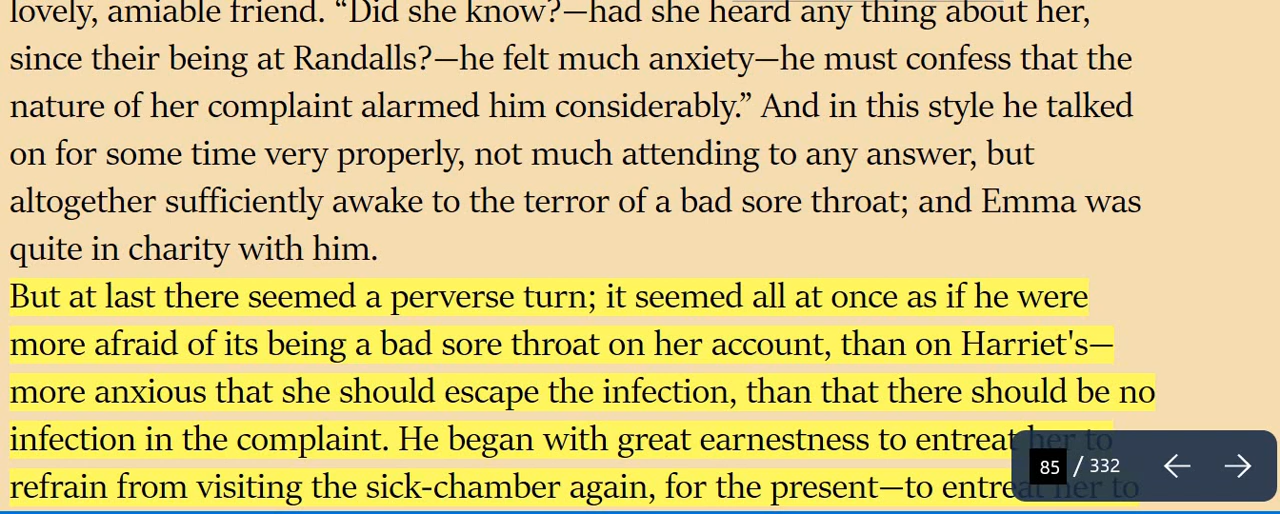 lovely, amiable friend. “Did she know?—had she heard any thing about her,
since their being at Randalls?—he felt much anxiety—he must confess that the
nature of her complaint alarmed him considerably.” And in this style he talked
on for some time very properly, not much attending to any answer, but
altogether sufficiently awake to the terror of a bad sore throat; and Emma was
quite in charity with him.
But at last there seemed a perverse turn; it seemed all at once as if he were
more afraid of its being a bad sore throat on her account, than on Harriet's—
more anxious that she should escape the infection, than that there should be no
infection in the complaint. He began with great earnestness to entreat her to
refrain from visiting the sick-chamber again, for the present—to entreat her to
85 / 332